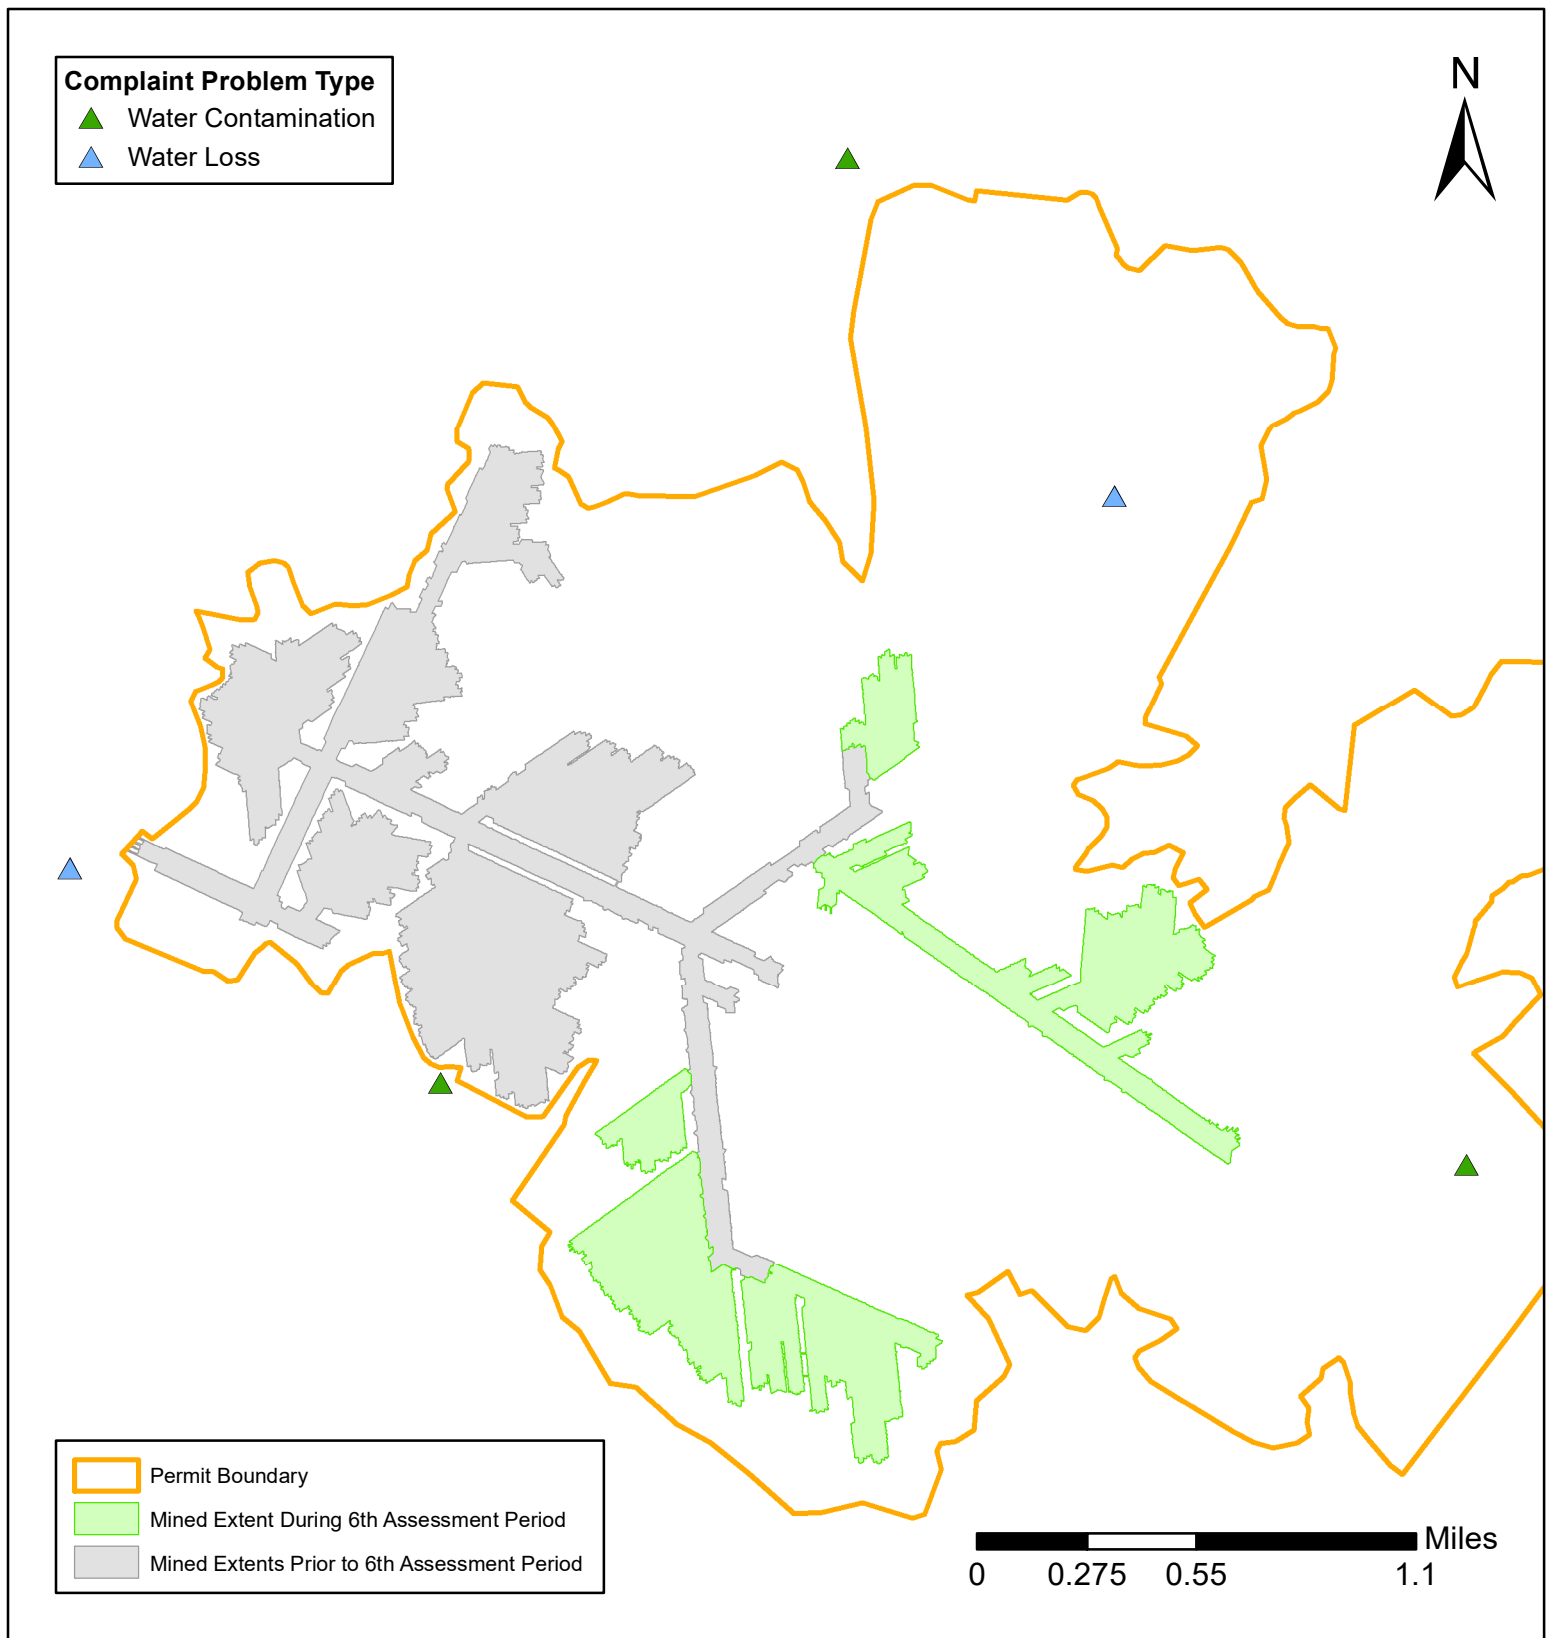 Complaint Problem Type
Water Contamination
Water Loss
N
Permit Boundary
Mined Extent During 6th Assessment Period
Mined Extents Prior to 6th Assessment Period
Miles
0 0.275 0.55 1.1